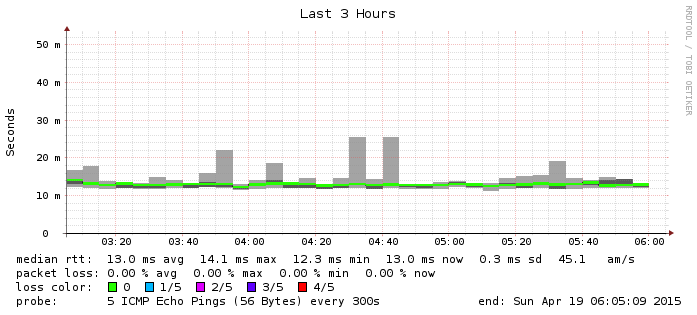 Last 3 Hours
RRDTOOL / TOBI OETIKER
Seconds
50 m
40 m
30 m
20 m
10 m
0
03:20 03:40 04:00 04:20 04:40 05:00 05:20 05:40 06:00
median rtt: 13.0 ms avg 14.1 ms max 12.3 ms min 13.0 ms now 0.3 ms sd 45.1 am/s
packet loss: 0.00 % avg 0.00 % max 0.00 % min 0.00 % now
loss color: 0 1/5 2/5 3/5 4/5
probe: 5 ICMP Echo Pings (56 Bytes) every 300s end: Sun Apr 19 06:05:09 2015